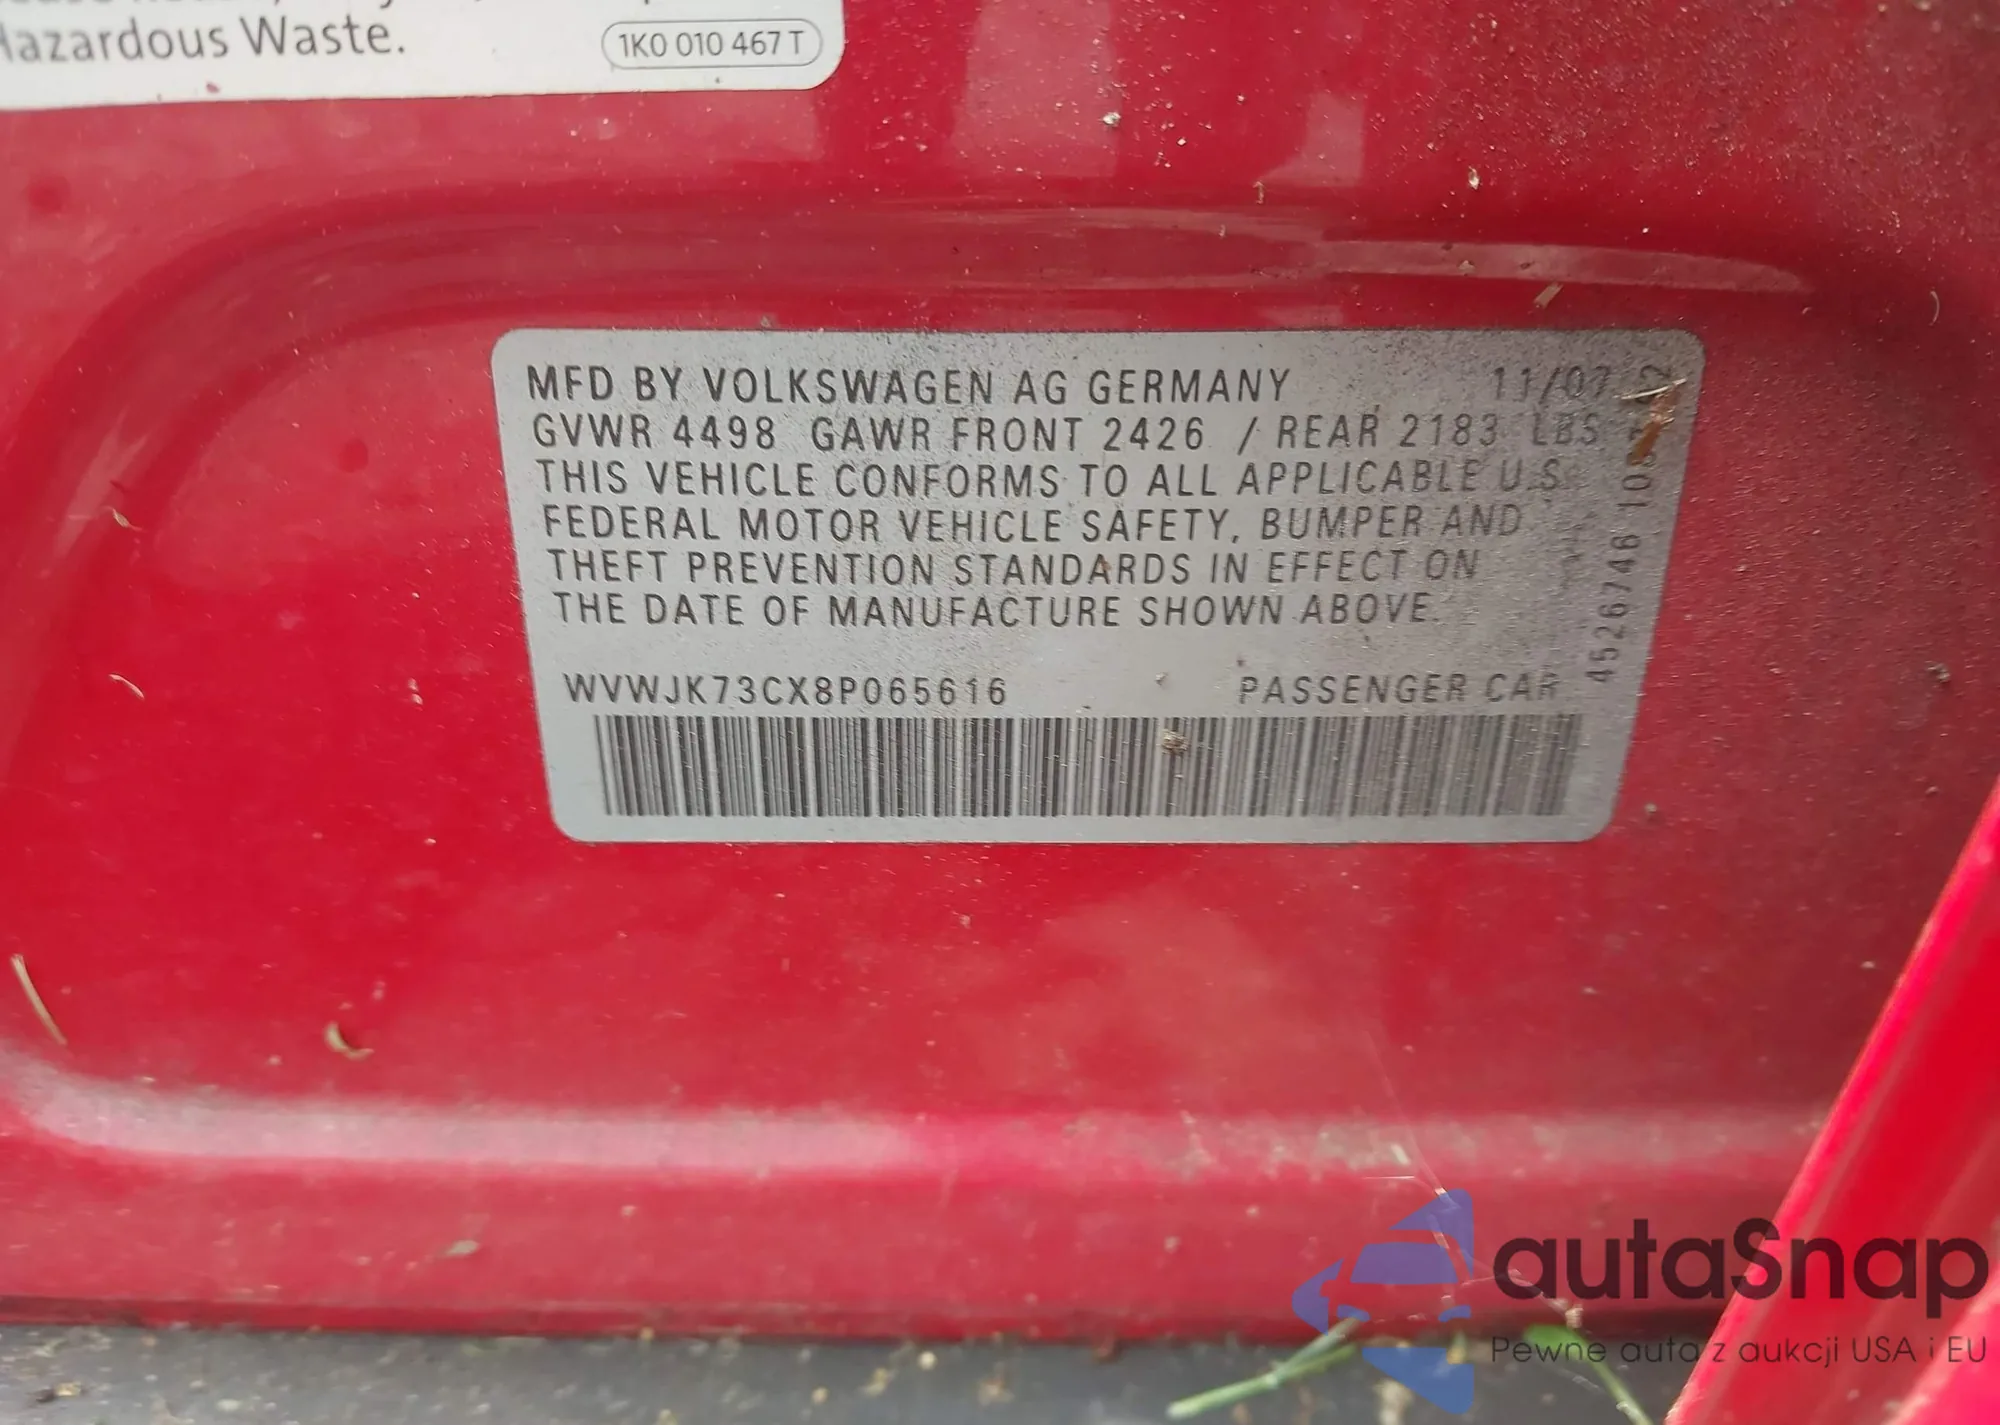 Hazardous Waste.
1K0 010 467 T
MFD BY VOLKSWAGEN AG GERMANY 11/07
GVWR 4498 GAWR FRONT 2426 / REAR 2183 LBS
THIS VEHICLE CONFORMS TO ALL APPLICABLE U.S.
FEDERAL MOTOR VEHICLE SAFETY, BUMPER AND
THEFT PREVENTION STANDARDS IN EFFECT ON
THE DATE OF MANUFACTURE SHOWN ABOVE.
WVWJK73CX8P065616 PASSENGER CAR
4526746
autaSnap
Pewne auta z aukcji USA i EU